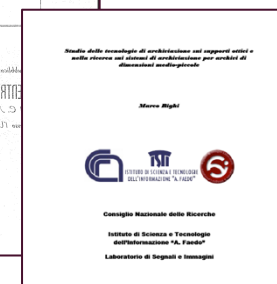 Studio delle tecnologie di archiviazione sui supporti ottici e
nella ricerca sui sistemi di archiviazione per archivi di
dimensioni medio-piccole
Marco Righi
ISTI
ISTITUTO DI SCIENZA E TECNOLOGIE
DELL'INFORMAZIONE "A. FAEDO"
Consiglio Nazionale delle Ricerche
Istituto di Scienza e Tecnologie
dell'Informazione "A. Faedo"
Laboratorio di Segnali e Immagini